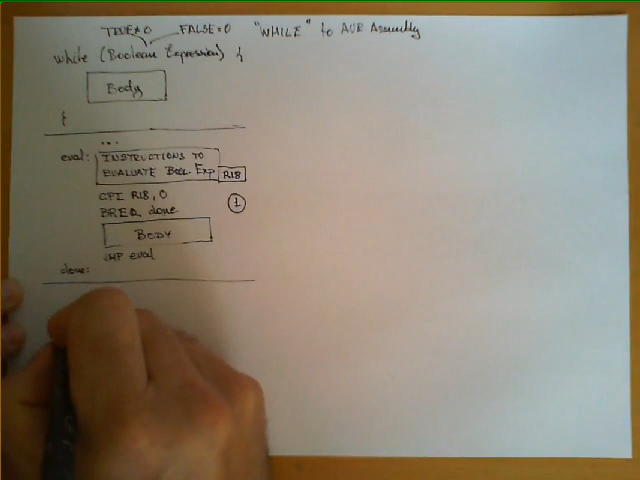 TRUE≠0 FALSE=0 "WHILE" to AVR Assembly
while (Boolean Expression) {
Body
}
...
eval: INSTRUCTIONS TO
EVALUATE BOOL. EXP R18
CPI R18, 0
BREQ done 1
BODY
JMP eval
done: